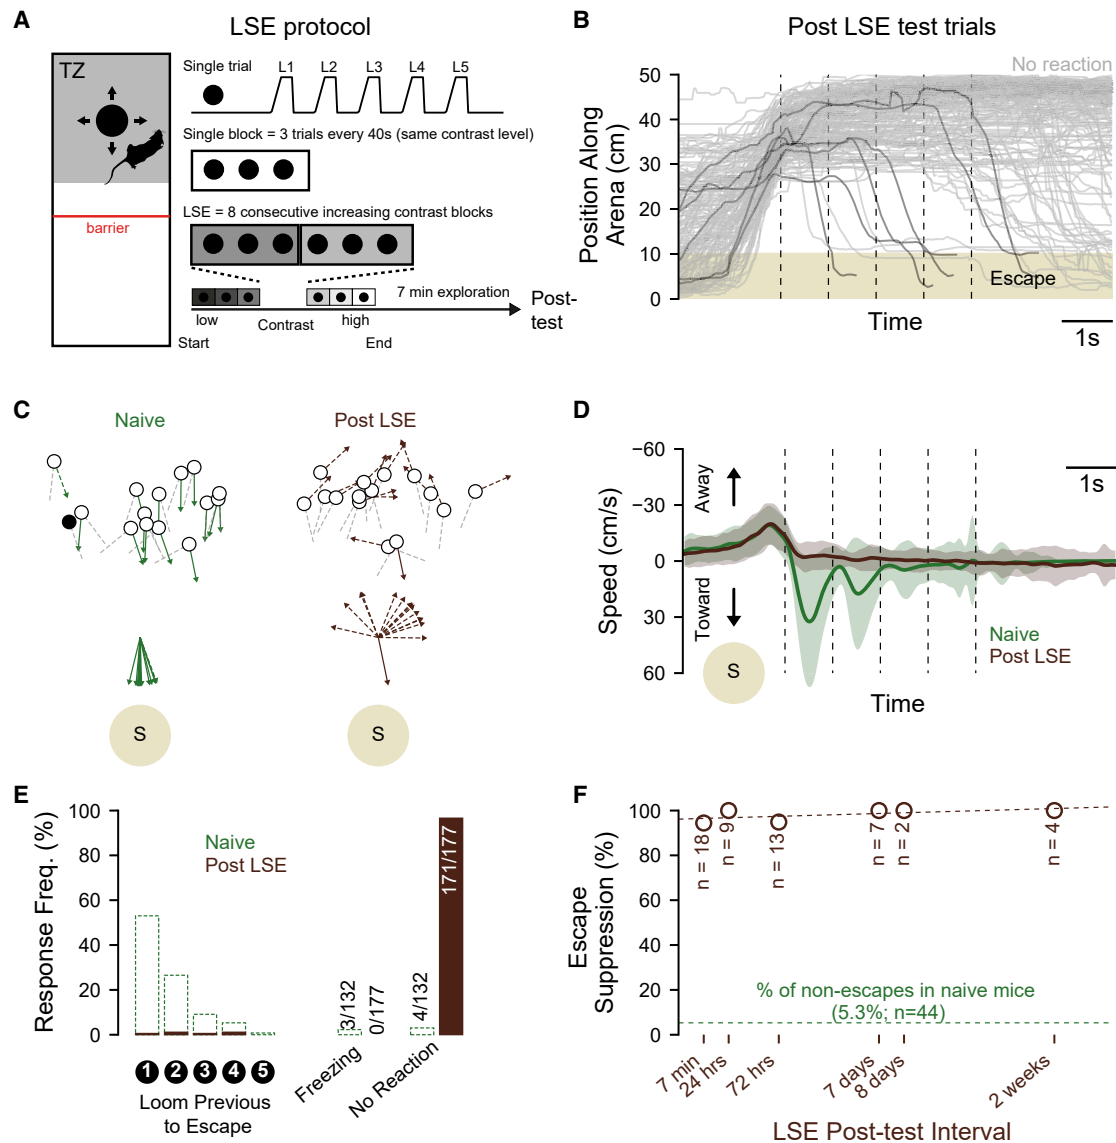 A
LSE protocol
TZ
barrier
Single trial
L1
L2
L3
L4
L5
Single block = 3 trials every 40s (same contrast level)
LSE = 8 consecutive increasing contrast blocks
7 min exploration
Post-
test
low
Contrast
high
Start
End
B
Post LSE test trials
No reaction
50
40
30
20
10
0
Position Along
Arena (cm)
Escape
Time
1s
C
Naive
Post LSE
S
S
D
−60
−30
0
30
60
Speed (cm/s)
Away
Toward
S
1s
Naive
Post LSE
Time
E
100
80
60
40
20
0
Response Freq. (%)
Naive
Post LSE
3/132
0/177
4/132
171/177
1
2
3
4
5
Loom Previous
to Escape
Freezing
No Reaction
F
100
80
60
40
20
0
Escape
Suppression (%)
n = 18
n = 9
n = 13
n = 7
n = 2
n = 4
% of non-escapes in naive mice
(5.3%; n=44)
7 min
24 hrs
72 hrs
7 days
8 days
2 weeks
LSE Post-test Interval